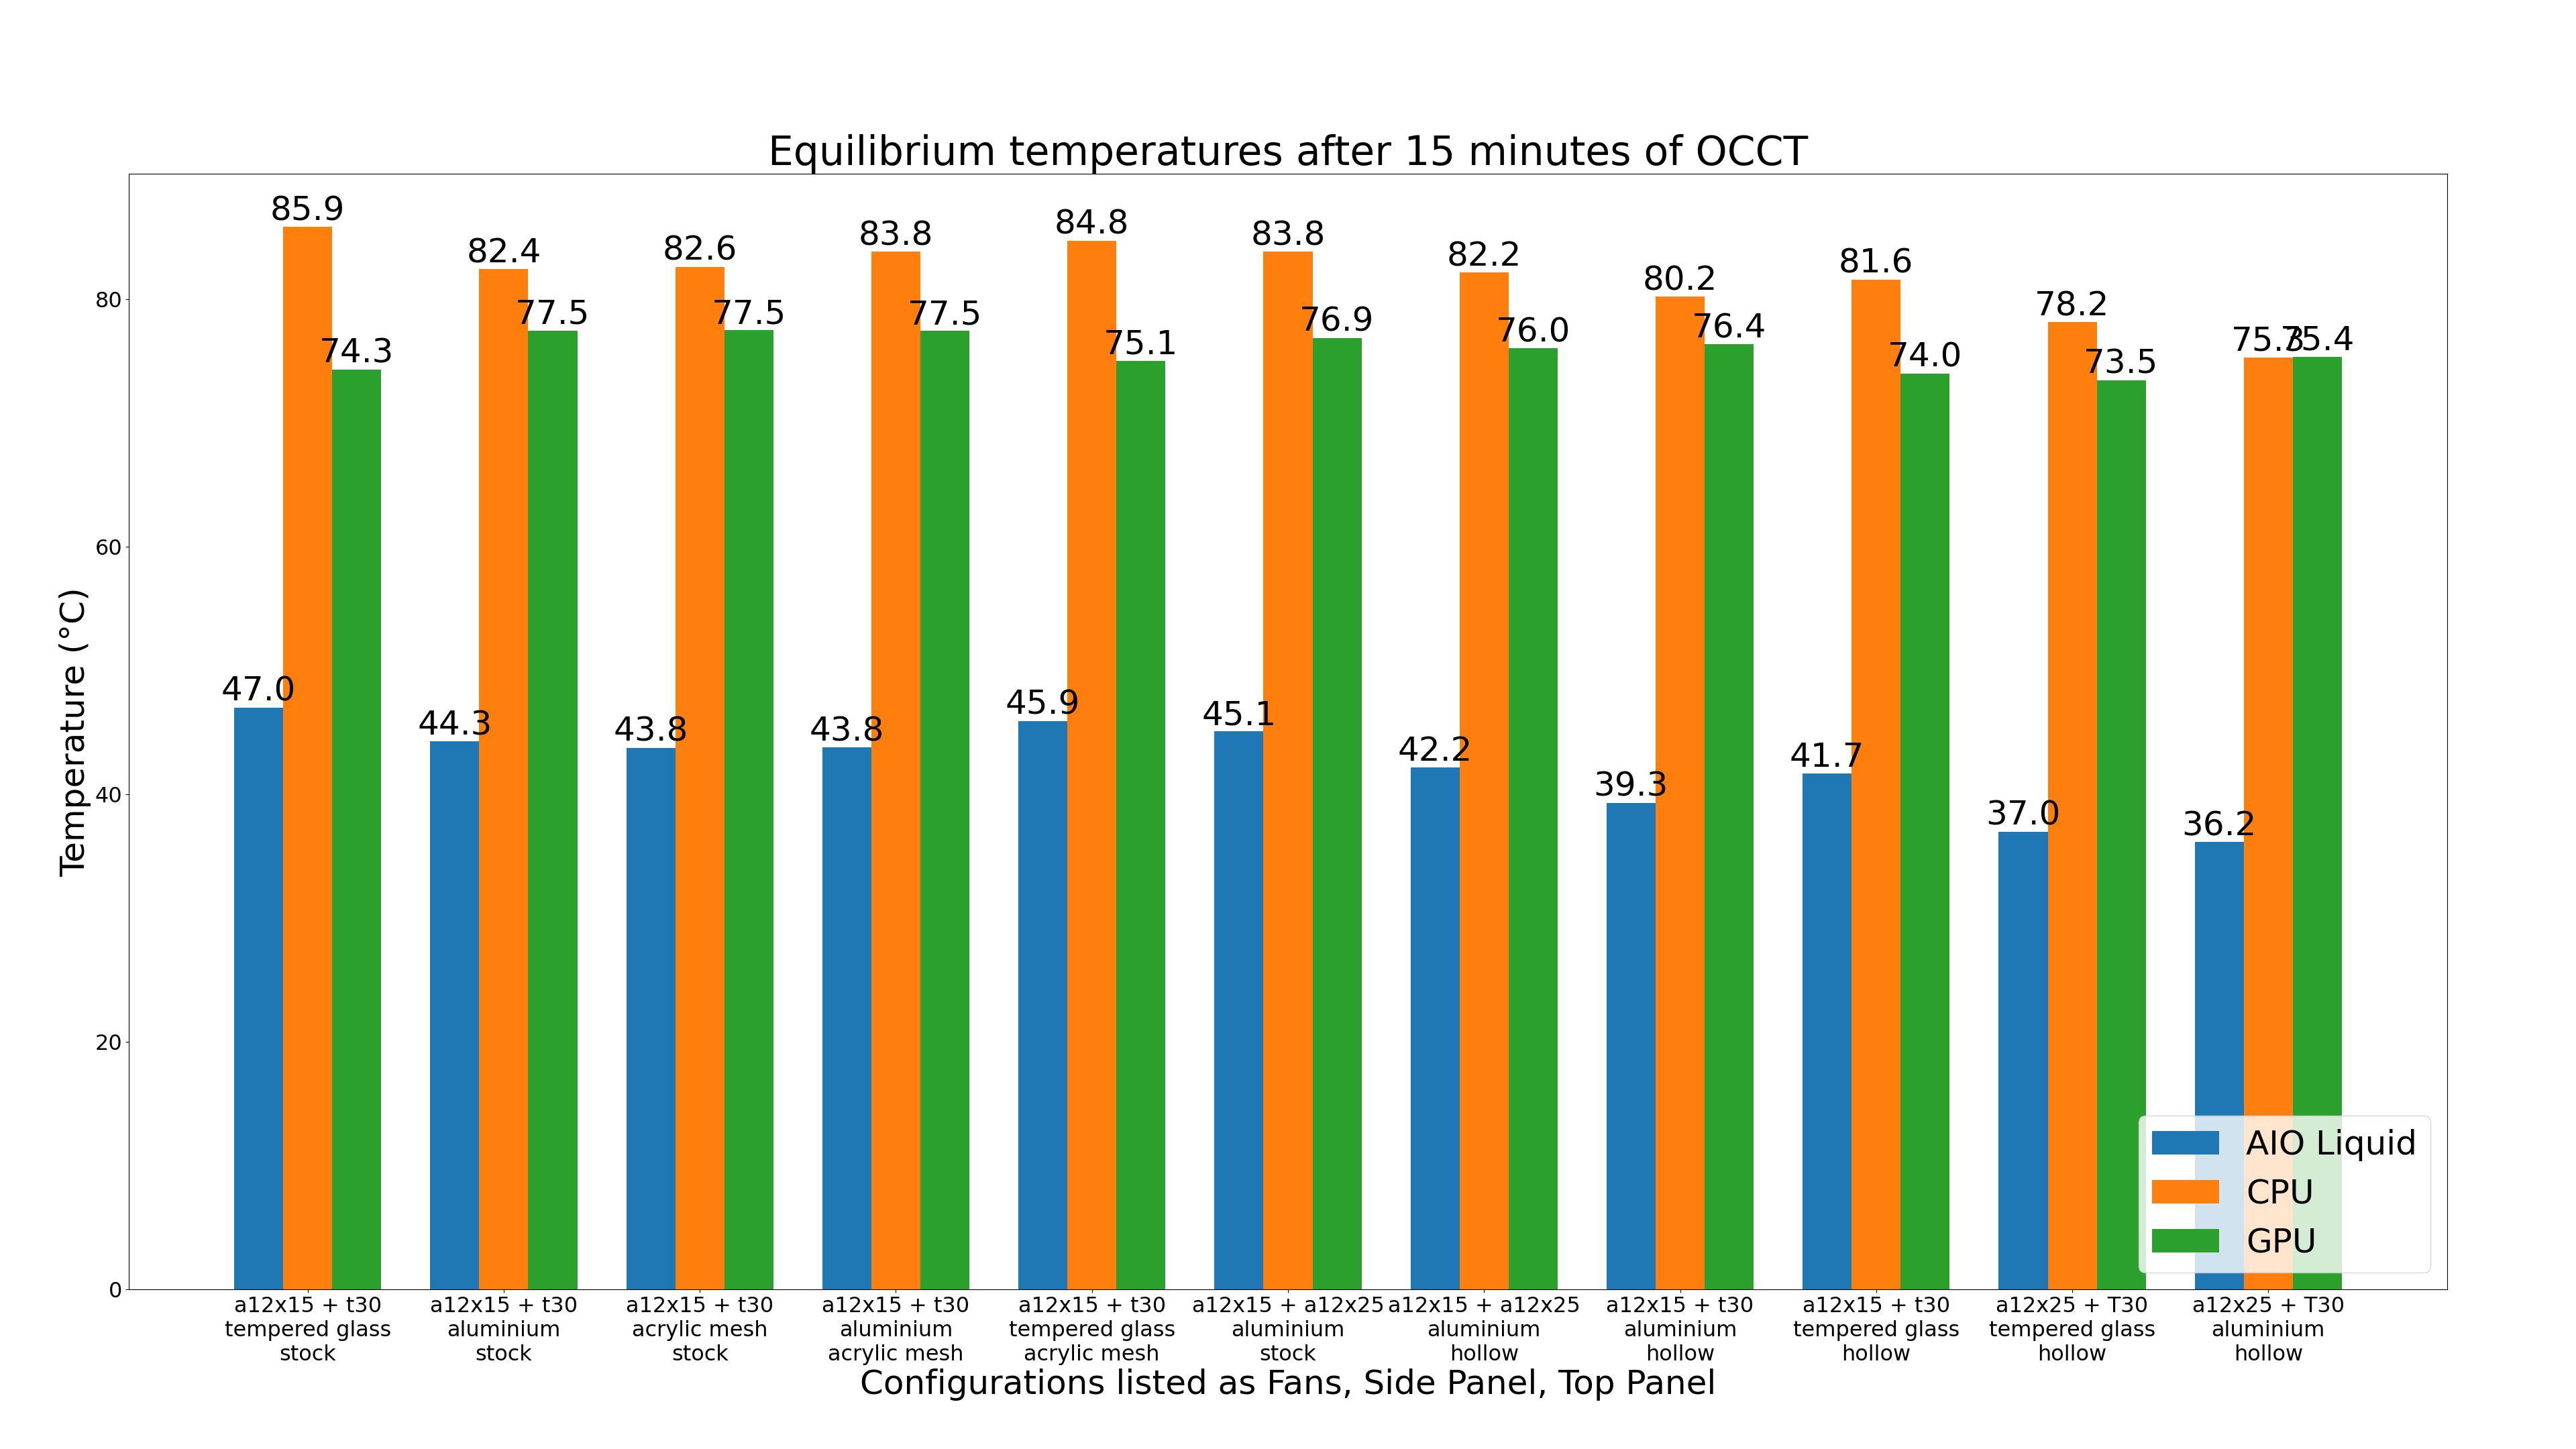 Equilibrium temperatures after 15 minutes of OCCT
Temperature (°C)
80
60
40
20
0
47.0 85.9 74.3
44.3 82.4 77.5
43.8 82.6 77.5
43.8 83.8 77.5
45.9 84.8 75.1
45.1 83.8 76.9
42.2 82.2 76.0
39.3 80.2 76.4
41.7 81.6 74.0
37.0 78.2 73.5
36.2 75.3 75.4
AIO Liquid
CPU
GPU
a12x15 + t30
tempered glass
stock
a12x15 + t30
aluminium
stock
a12x15 + t30
acrylic mesh
stock
a12x15 + t30
aluminium
acrylic mesh
a12x15 + t30
tempered glass
acrylic mesh
a12x15 + a12x25
aluminium
stock
a12x15 + a12x25
aluminium
hollow
a12x15 + t30
aluminium
hollow
a12x15 + t30
tempered glass
hollow
a12x25 + T30
tempered glass
hollow
a12x25 + T30
aluminium
hollow
Configurations listed as Fans, Side Panel, Top Panel